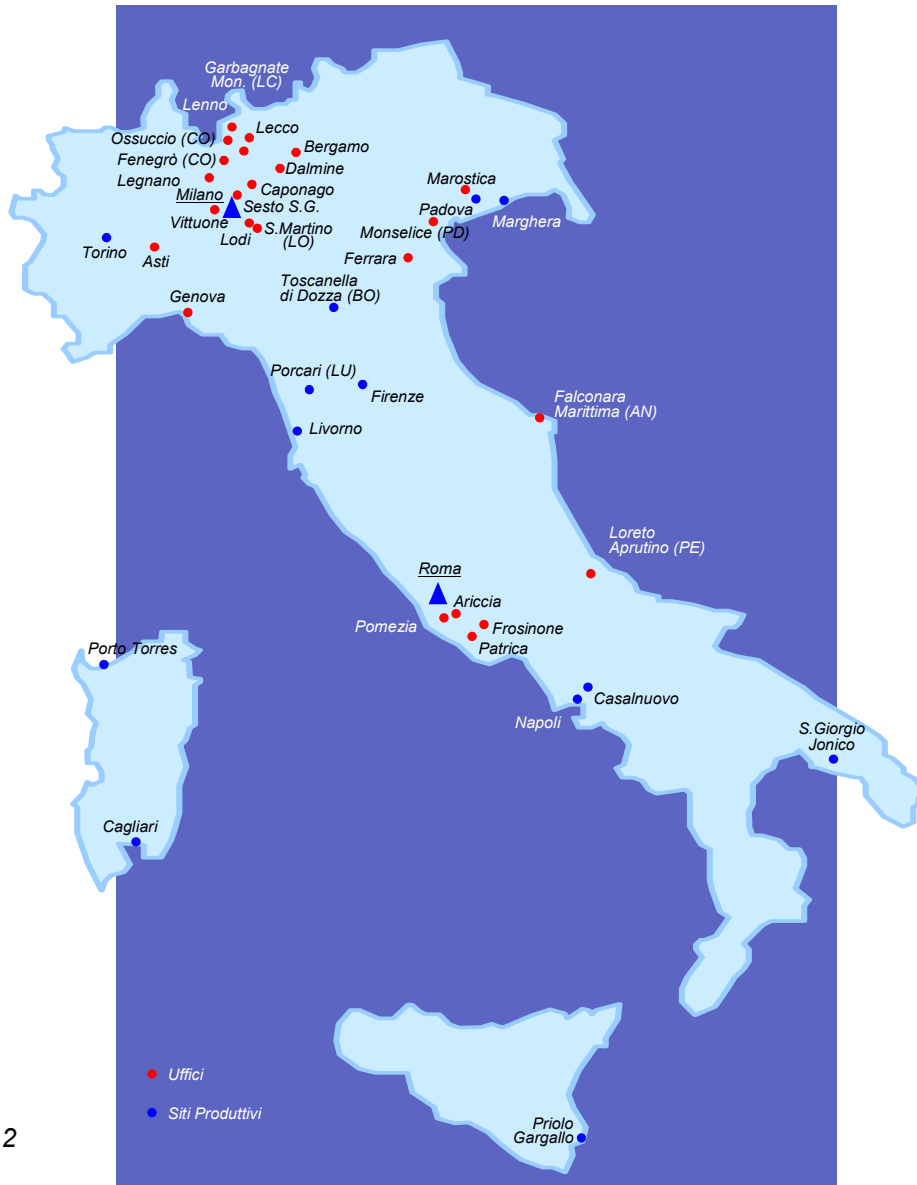 Garbagnate
Mon. (LC)
Lenno
Lecco
Ossuccio (CO)
Bergamo
Fenegrò (CO)
Dalmine
Legnano
Caponago
Marostica
Milano
Sesto S.G.
Padova
Vittuone
Marghera
S.Martino
(LO)
Lodi
Monselice (PD)
Torino
Asti
Ferrara
Toscanella
di Dozza (BO)
Genova
Porcari (LU)
Firenze
Falconara
Marittima (AN)
Livorno
Loreto
Aprutino (PE)
Roma
Ariccia
Pomezia
Frosinone
Patrica
Porto Torres
Casalnuovo
Napoli
S.Giorgio
Jonico
Cagliari
Uffici
Siti Produttivi
Priolo
Gargallo
2